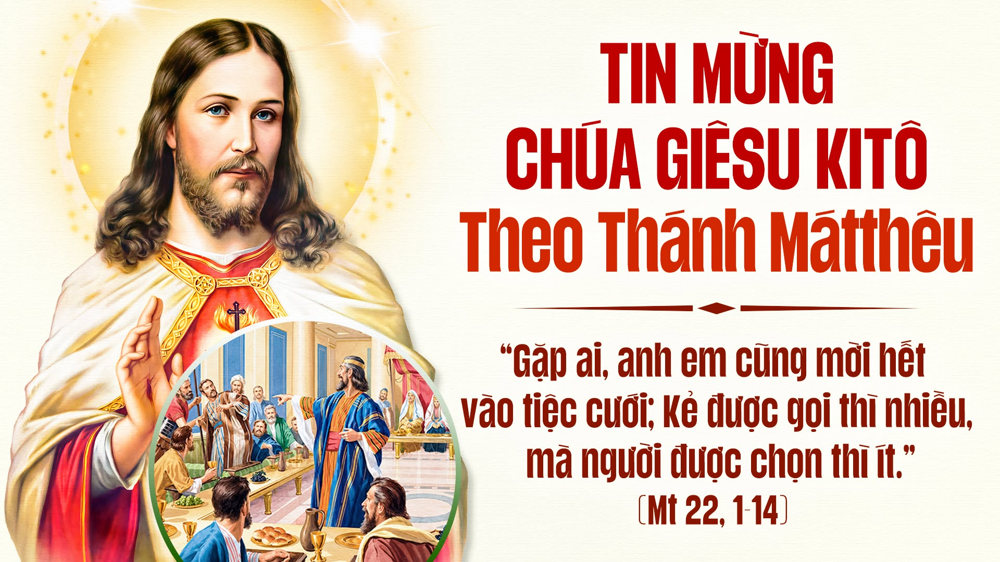 TIN MỪNG
CHÚA GIÊSU KITÔ
Theo Thánh Mátthêu
“Gặp ai, anh em cũng mời hết
vào tiệc cưới; Kẻ được gọi thì nhiều,
mà người được chọn thì ít.”
(Mt 22, 1-14)